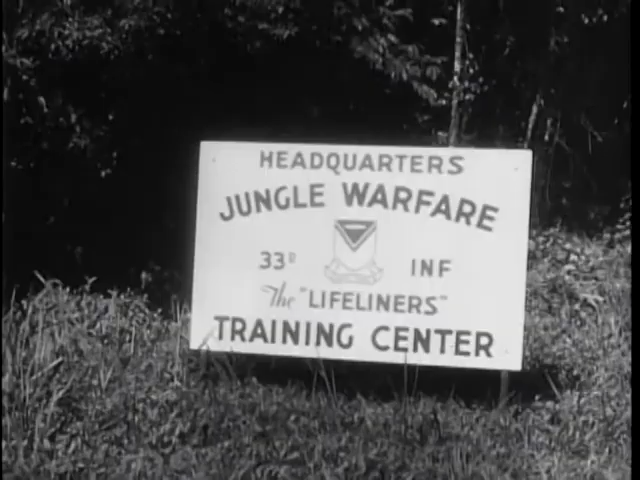 HEADQUARTERS
JUNGLE WARFARE
33D INF
The "LIFELINERS"
TRAINING CENTER